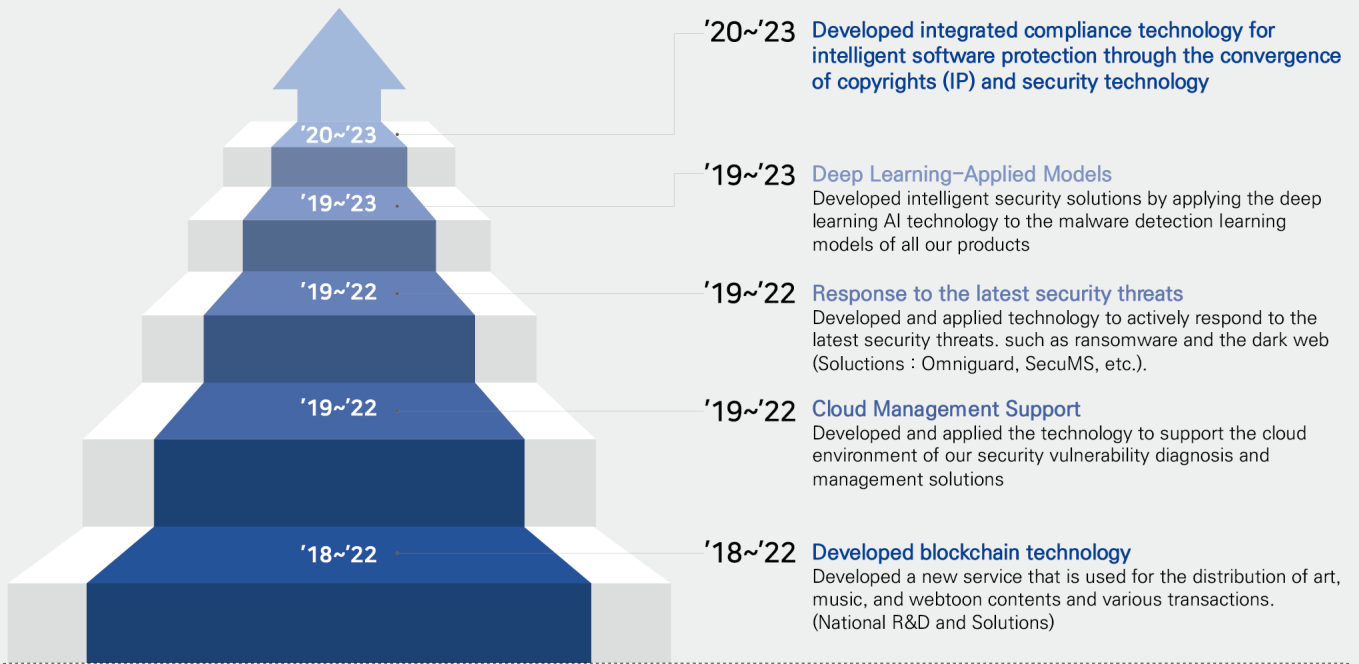 '20~'23
'19~'23
'19~'22
'19~'22
'18~'22
'20~'23 Developed integrated compliance technology for
intelligent software protection through the convergence
of copyrights (IP) and security technology
'19~'23 Deep Learning-Applied Models
Developed intelligent security solutions by applying the deep
learning AI technology to the malware detection learning
models of all our products
'19~'22 Response to the latest security threats
Developed and applied technology to actively respond to the
latest security threats. such as ransomware and the dark web
(Soluctions : Omniguard, SecuMS, etc.).
'19~'22 Cloud Management Support
Developed and applied the technology to support the cloud
environment of our security vulnerability diagnosis and
management solutions
'18~'22 Developed blockchain technology
Developed a new service that is used for the distribution of art,
music, and webtoon contents and various transactions.
(National R&D and Solutions)